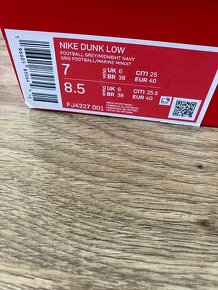 NIKE DUNK LOW
FOOTBALL GREY/MIDNIGHT NAVY
GRIS FOOTBALL/MARINE MINUIT
7 UK 6 CM 25
BR 38 EUR 40
8.5 UK 6 CM 25.5
BR 39 EUR 40
FJ4227 001